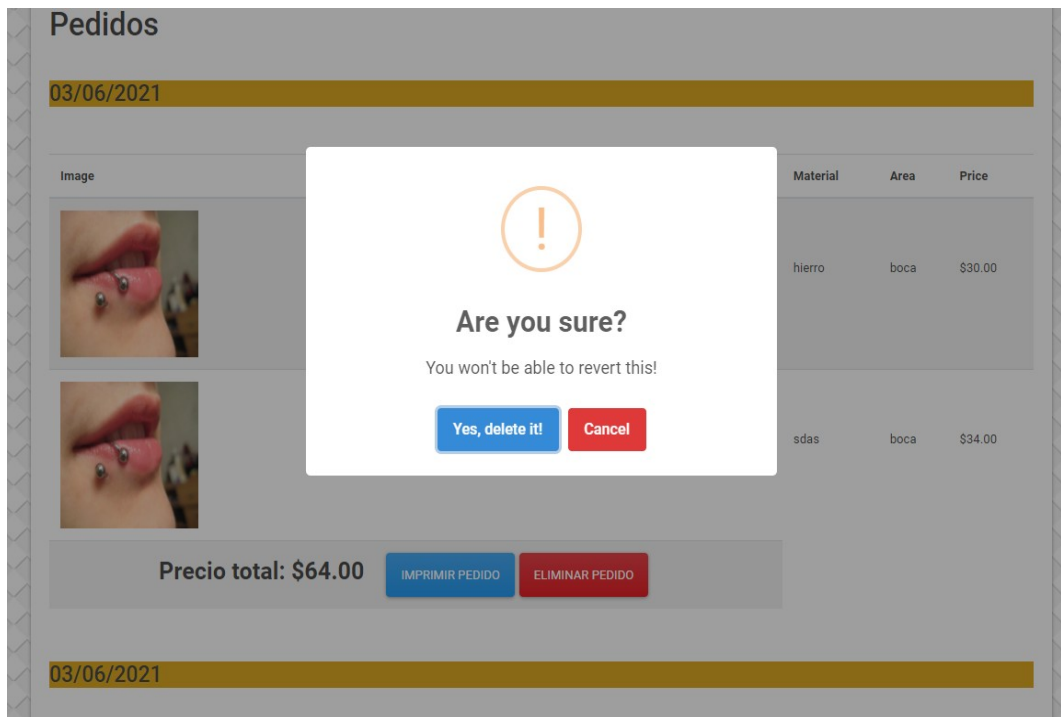 Pedidos
03/06/2021
Image Material Area Price
hierro boca $30.00
!
Are you sure?
You won't be able to revert this!
Yes, delete it! Cancel
sdas boca $34.00
Precio total: $64.00 IMPRIMIR PEDIDO ELIMINAR PEDIDO
03/06/2021